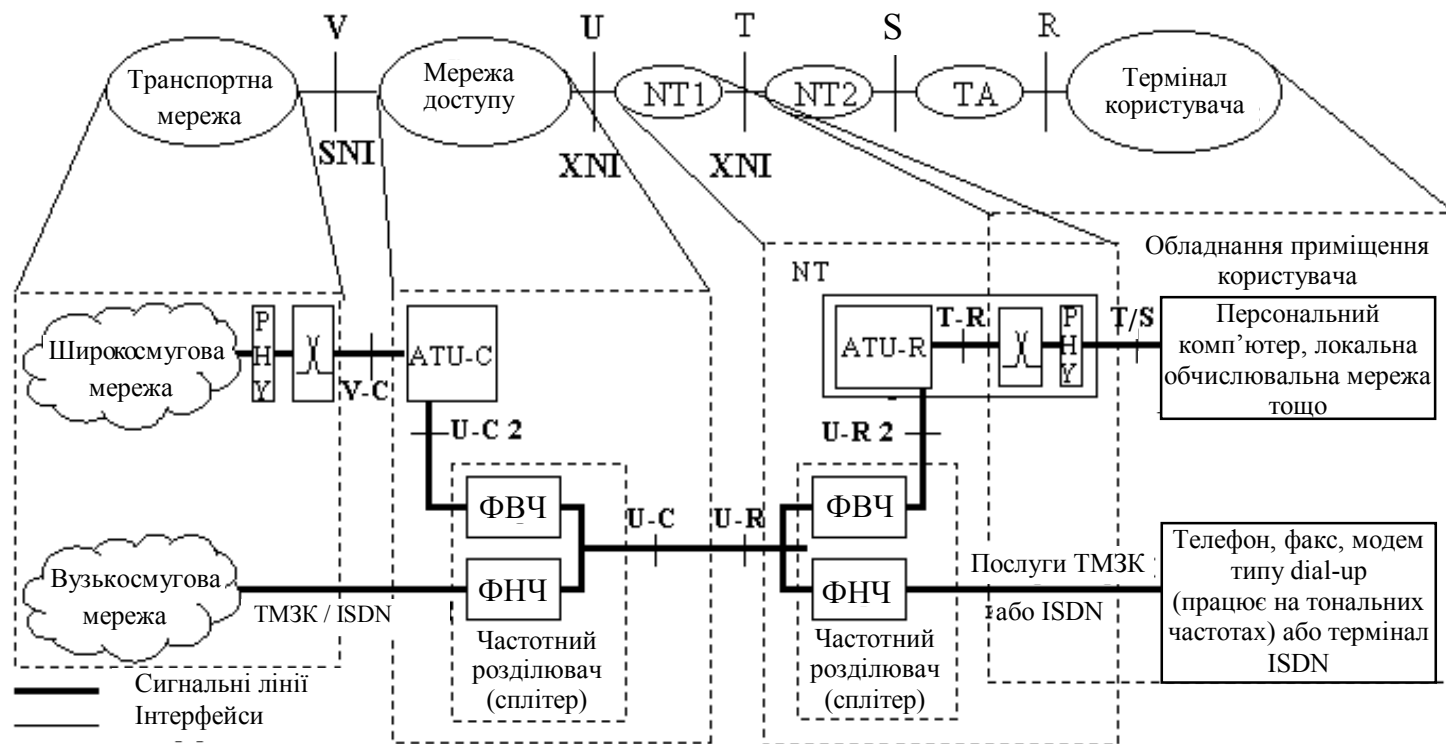 V
U
T
S
R
Транспортна
мережа
Мережа
доступу
NT1
NT2
TA
Термінал
користувача
SNI
XNI
XNI
Обладнання приміщення
користувача
NT
Широкосмугова
мережа
P
H
Y
V-C
ATU-C
ATU-R
T-R
P
H
Y
T/S
Персональний
комп’ютер, локальна
обчислювальна мережа
тощо
U-C 2
U-R 2
ФВЧ
U-C
U-R
ФВЧ
Вузькосмугова
мережа
ТМЗК / ISDN
ФНЧ
ФНЧ
Послуги ТМЗК
або ISDN
Телефон, факс, модем
типу dial-up
(працює на тональних
частотах) або термінал
ISDN
Частотний
розділювач
(сплітер)
Частотний
розділювач
(сплітер)
Сигнальні лінії
Інтерфейси